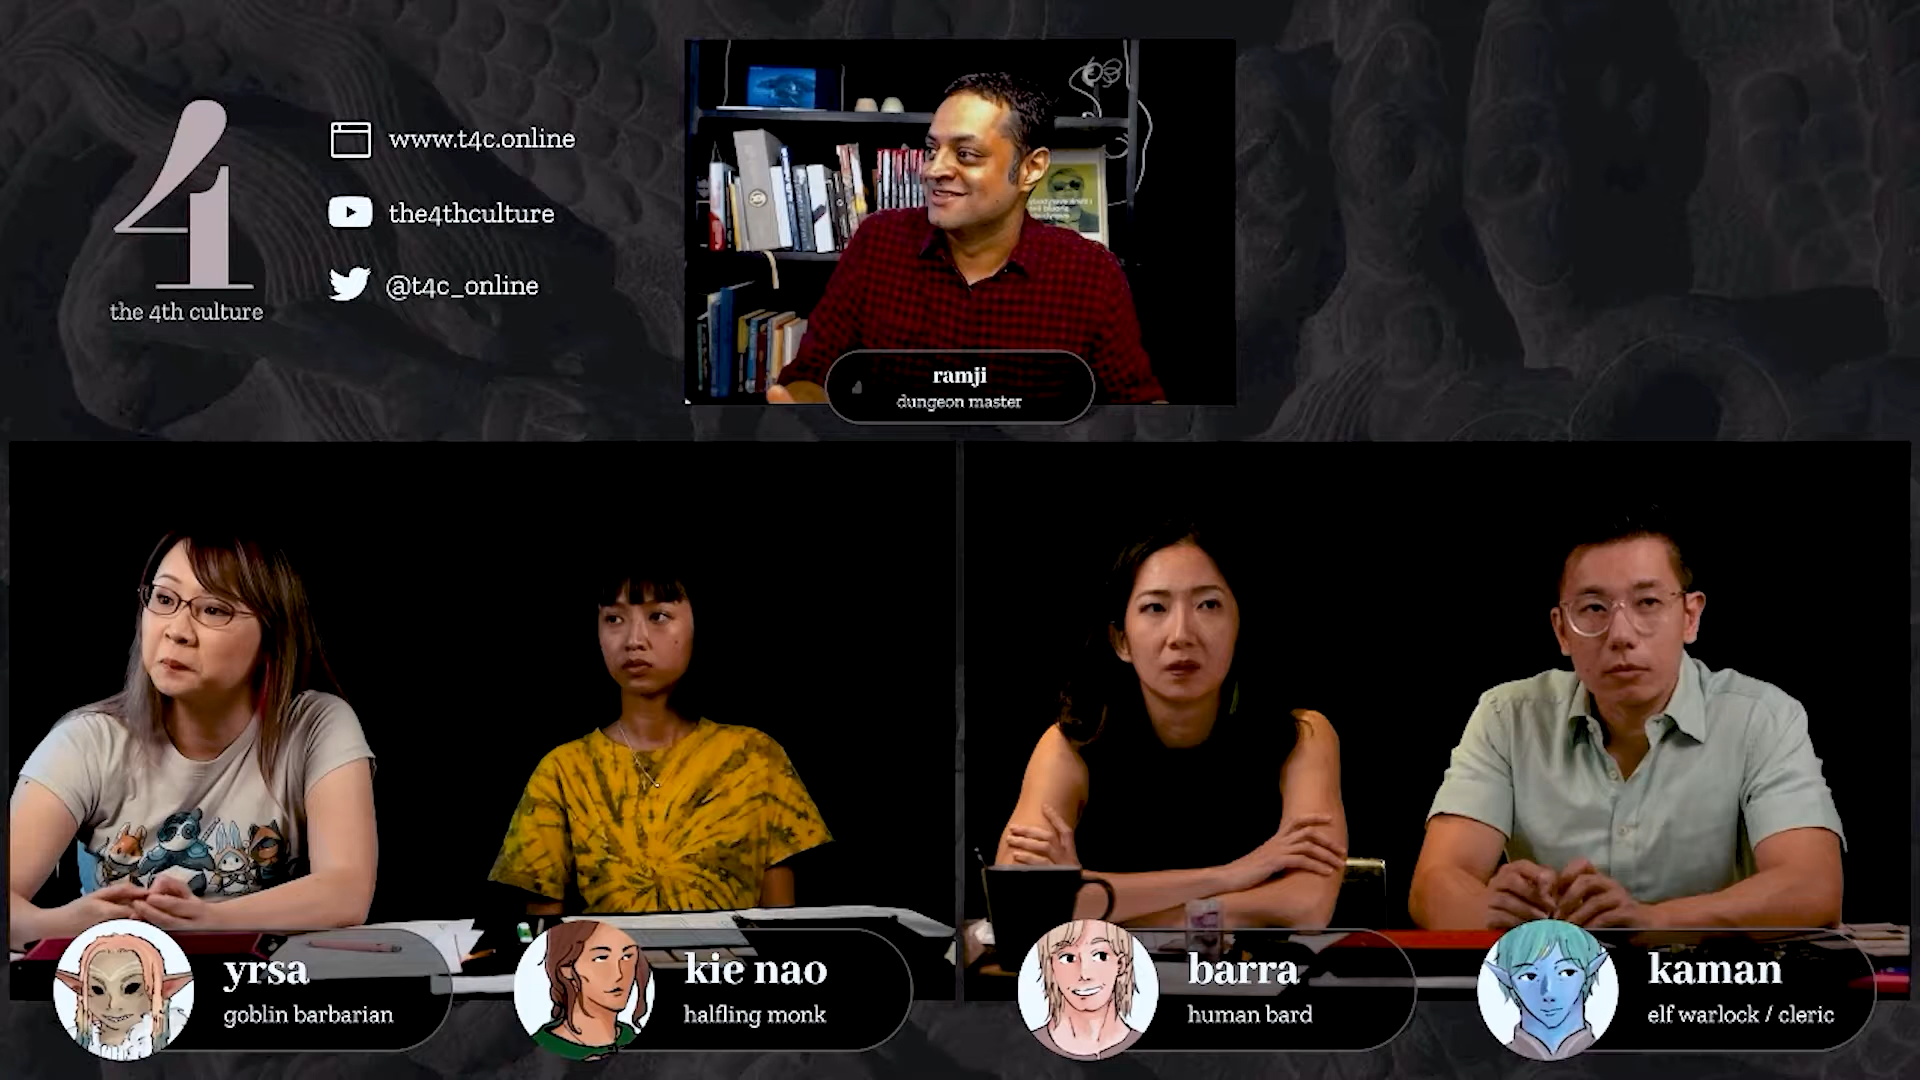 4
the 4th culture
www.t4c.online
the4thculture
@t4c_online
ramji
dungeon master
yrsa
goblin barbarian
kie nao
halfling monk
barra
human bard
kaman
elf warlock / cleric